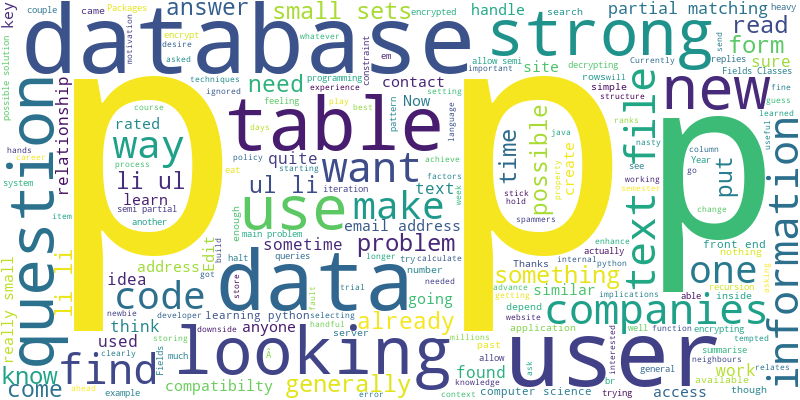 couple
came
Packages
encrypted
small sets
answer
handle
partial matching
heavy
key
motivation
encrypt
desire
database
strong
allow semi
search
replies
neighbours
read
asked
whatever
decrypting
em
constraint
important
send
Currently
Fields Classes
possible solution
techniques
ignored
programming
experience
need
contact
site
form
sure
rowswill
p
p
p
table
new
question
relationship
rated
way
feeling
play
quite
best
days
Now
pattern
language
time
possible
simple
structure
java
ranks
nasty
see
column
Year
go
fine
guess
learned
useful
hands
career
course
policy
eat
starting
want
achieve
factors
week
text file
create
property
put
information
system
process
li ul
learn
semi partial
another
use
ul li
iteration
make
text
stick
hold
spammers
working
policy
change
item
main problem
sometime
email address
problem
enhance
actually
front end
nothing
semester
li li
idea
address
Edit
halt
queries
longer
try
calculate
Thanks
internal
python
something
one
asking
really small
code
got
build
data
number
needed
advance
implications
able
inside
getting
recursion
tempted
think
newbie
developer
learning python
store
fault
trial
selecting
going
similar
depend
companies
website
used
clearly
storing
downside
server
anyone
handful
already
millions
past
application
well
function
encrypting
summarise
know
find
Fields
much
looking
Â
generally
allow
found
user
ask
interested
br
general
work
available
relates
come
ahead
example
compatibilty
error
context
knowledge
computer science
trying
access
though